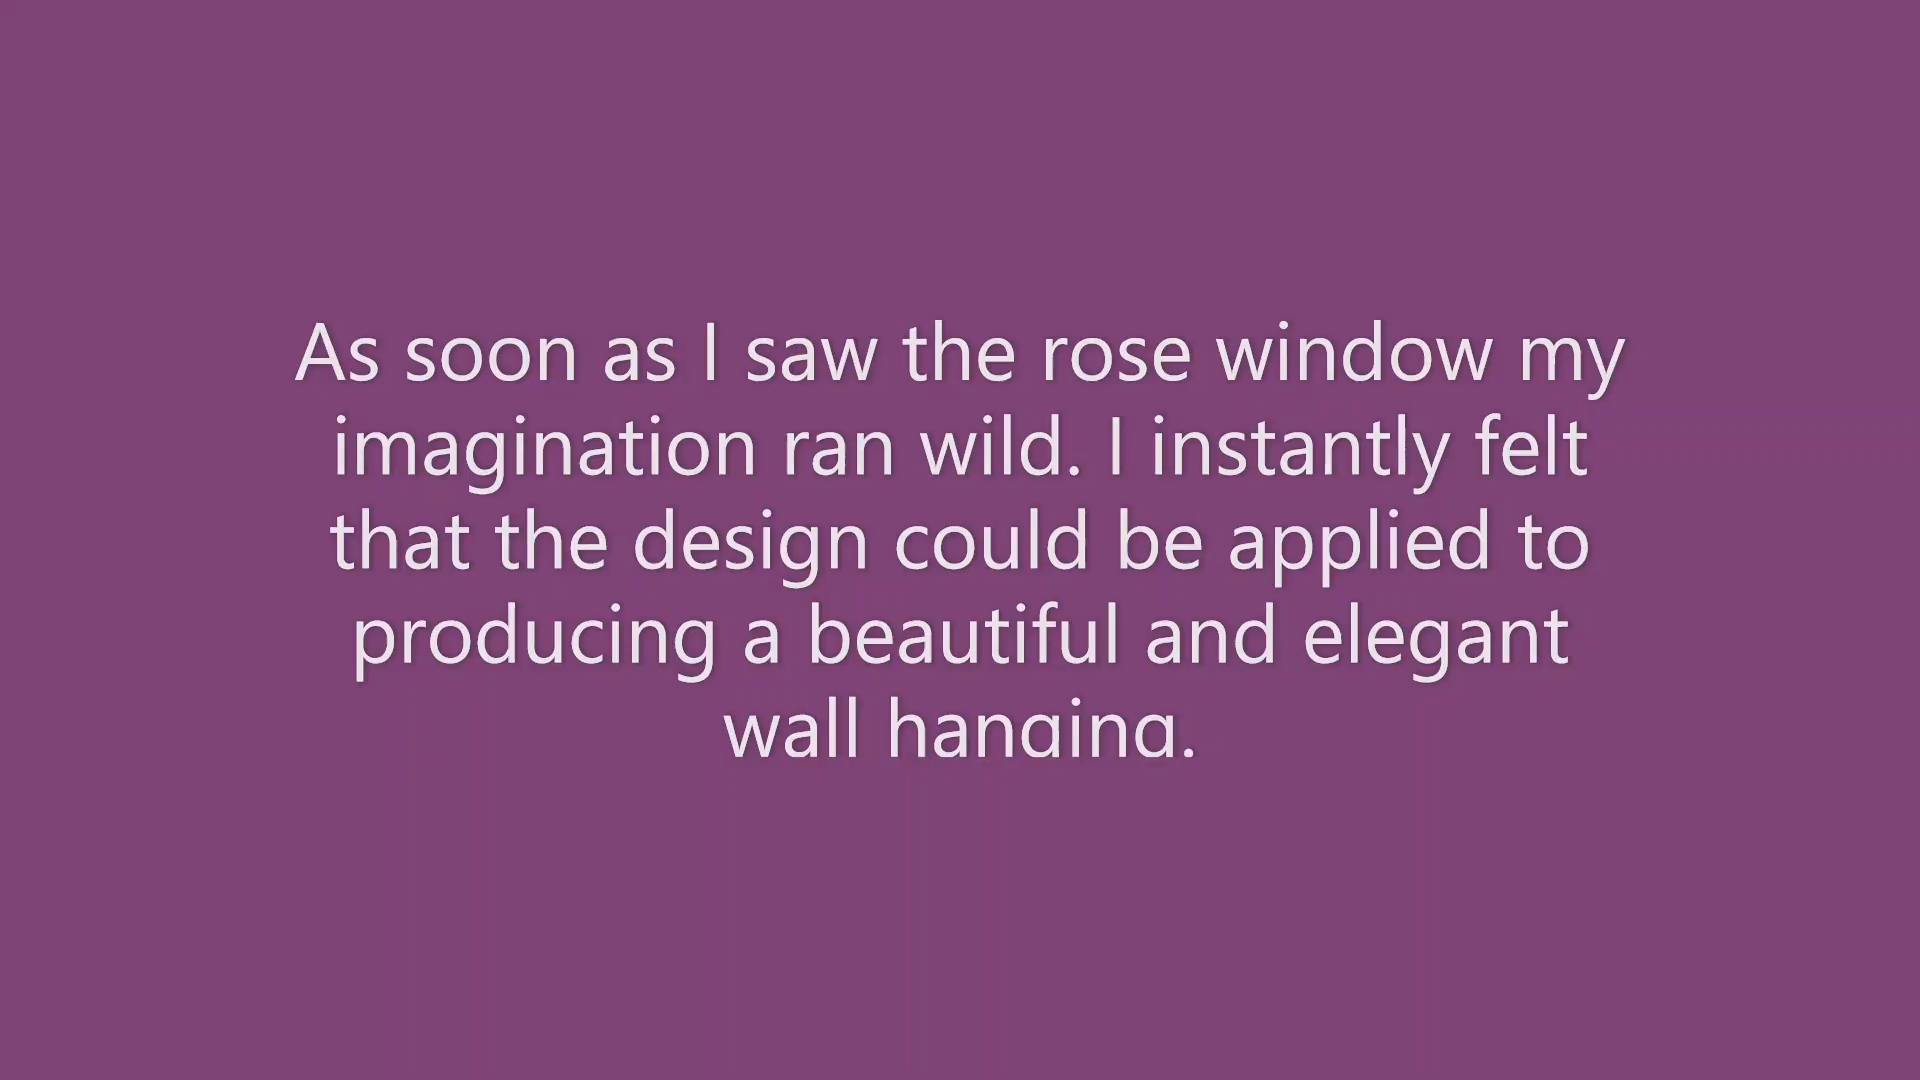 As soon as I saw the rose window my
imagination ran wild. I instantly felt
that the design could be applied to
producing a beautiful and elegant
wall hanging.